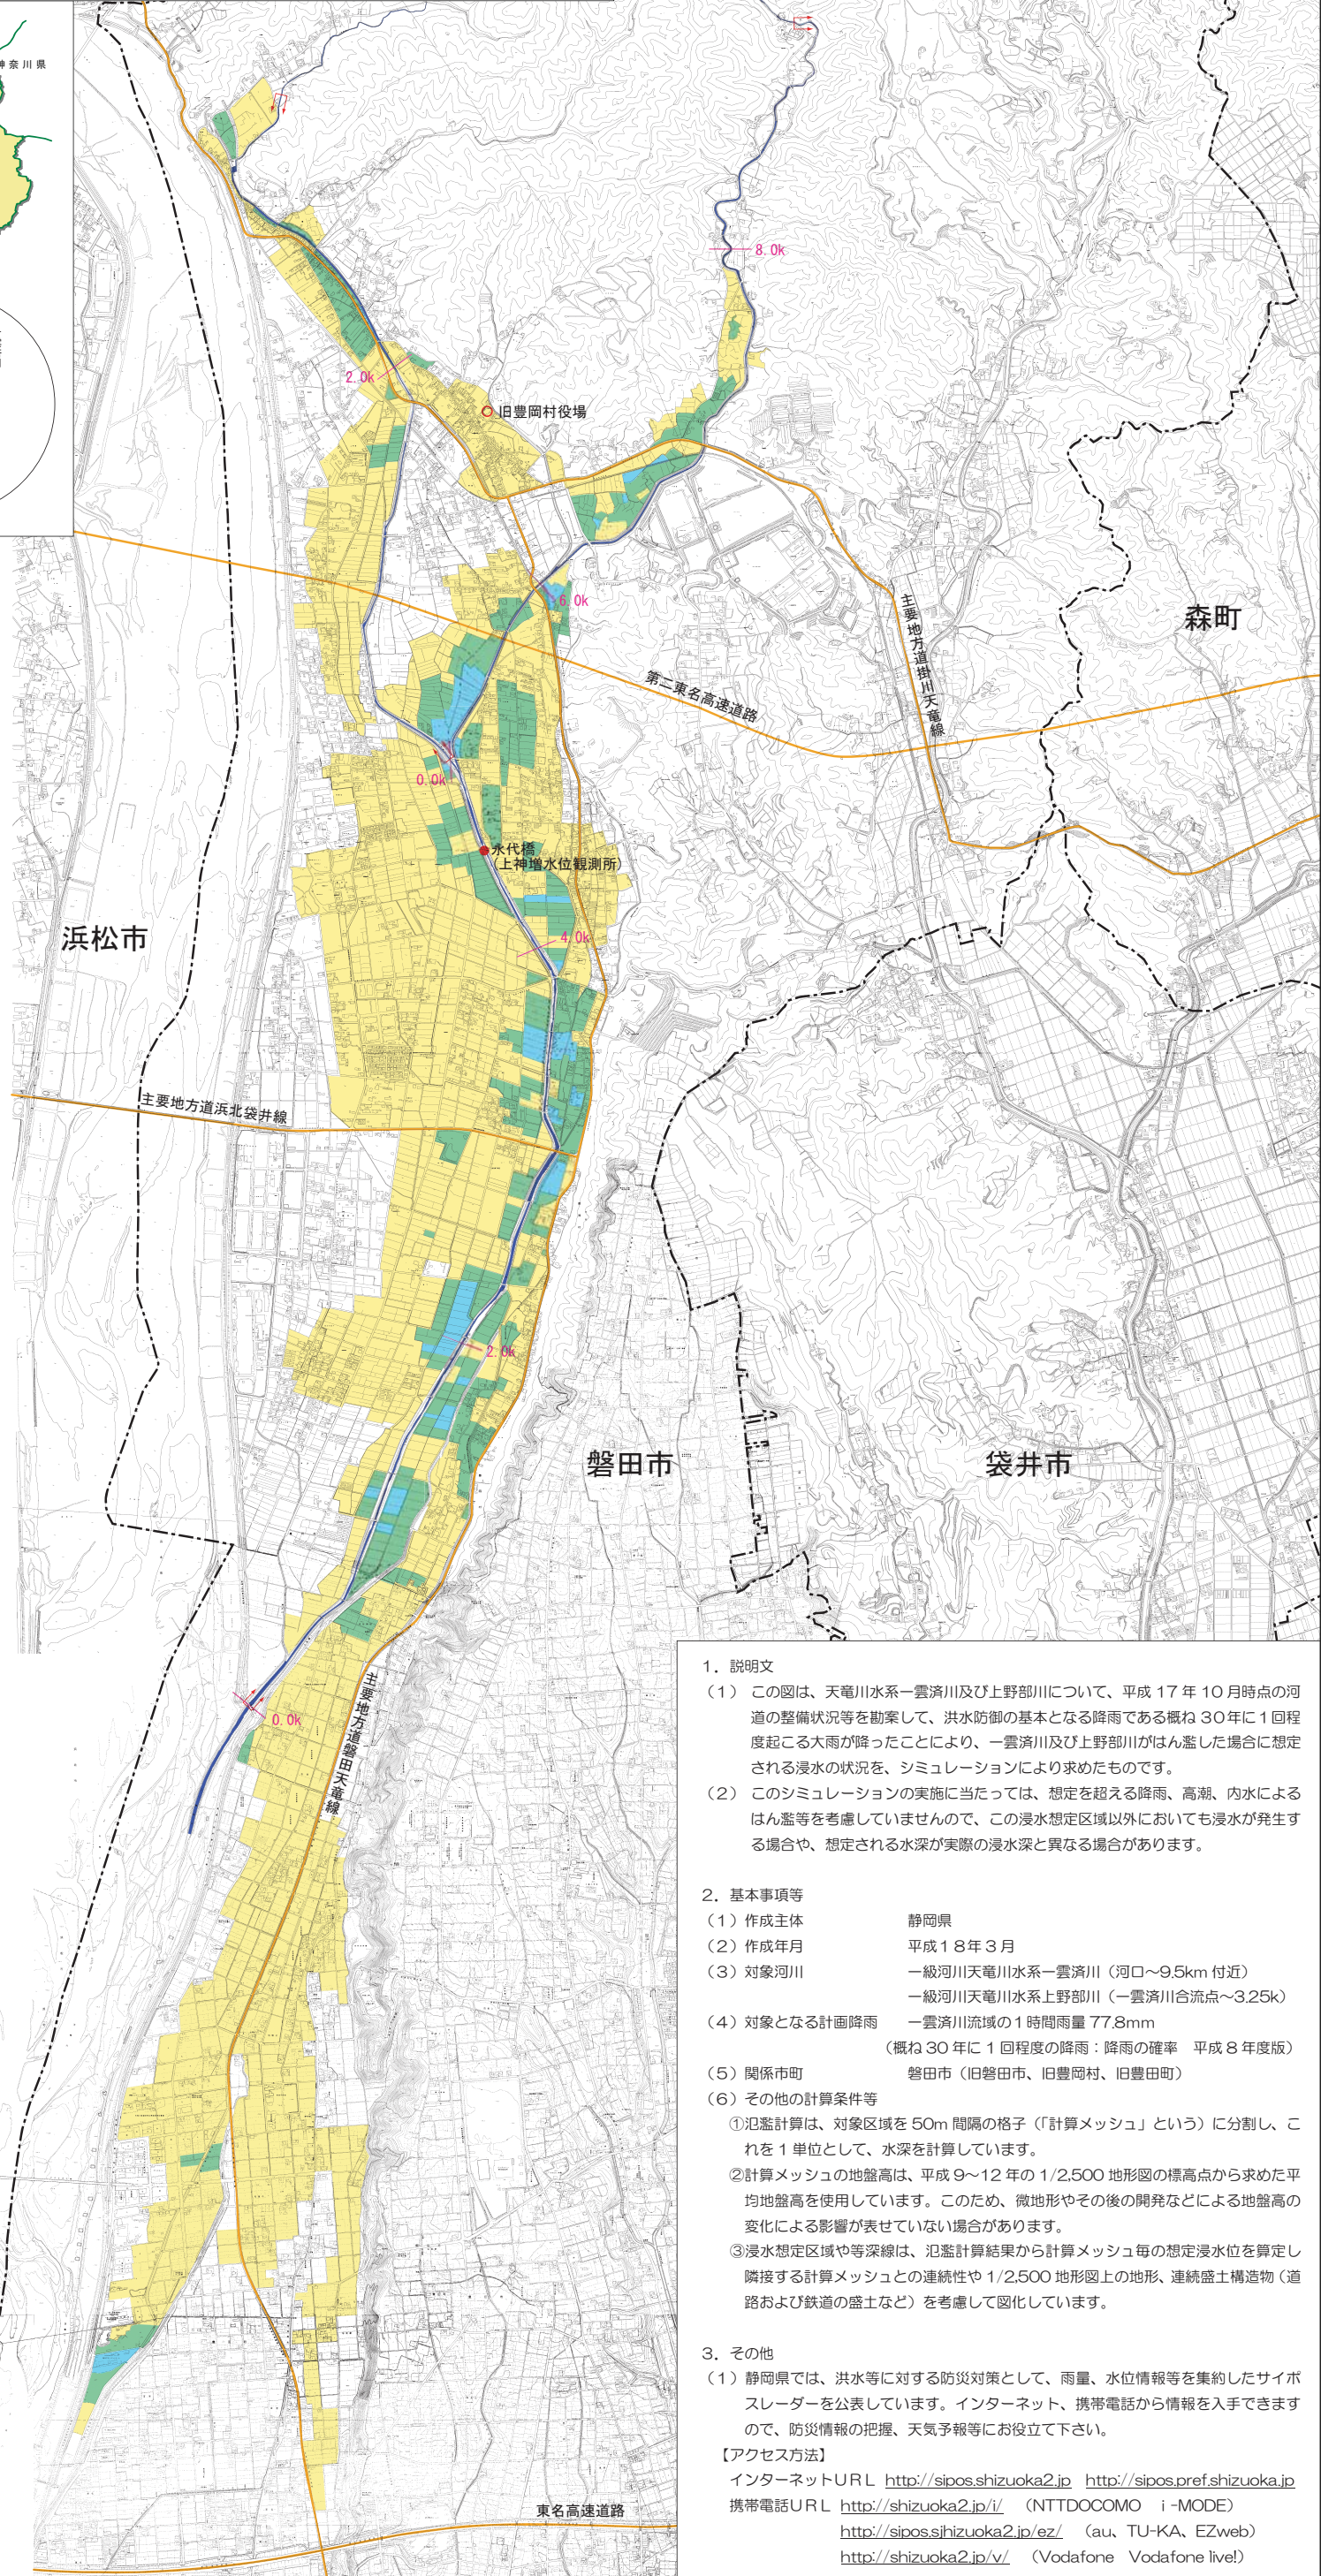 神奈川県
8.0k
2.0k
旧豊岡村役場
6.0k
森町
主要地方道掛川天竜線
第二東名高速道路
0.0k
永代橋
(上神増水位観測所)
浜松市
4.0k
主要地方道浜北袋井線
2.0k
磐田市
袋井市
0.0k
主要地方道磐田天竜線
東名高速道路
1．説明文
（1） この図は、天竜川水系一雲済川及び上野部川について、平成 17 年 10 月時点の河
道の整備状況等を勘案して、洪水防御の基本となる降雨である概ね 30年に1回程
度起こる大雨が降ったことにより、一雲済川及び上野部川がはん濫した場合に想定
される浸水の状況を、シミュレーションにより求めたものです。
（2） このシミュレーションの実施に当たっては、想定を超える降雨、高潮、内水による
はん濫等を考慮していませんので、この浸水想定区域以外においても浸水が発生す
る場合や、想定される水深が実際の浸水深と異なる場合があります。
2．基本事項等
（1）作成主体 静岡県
（2）作成年月 平成18年3月
（3）対象河川 一級河川天竜川水系一雲済川（河口～9.5km 付近）
一級河川天竜川水系上野部川（一雲済川合流点～3.25k）
（4）対象となる計画降雨 一雲済川流域の1時間雨量 77.8mm
（概ね 30 年に 1 回程度の降雨：降雨の確率 平成 8 年度版）
（5）関係市町 磐田市（旧磐田市、旧豊岡村、旧豊田町）
（6）その他の計算条件等
①氾濫計算は、対象区域を 50m 間隔の格子（「計算メッシュ」という）に分割し、こ
れを 1 単位として、水深を計算しています。
②計算メッシュの地盤高は、平成 9～12 年の 1/2,500 地形図の標高点から求めた平
均地盤高を使用しています。このため、微地形やその後の開発などによる地盤高の
変化による影響が表せていない場合があります。
③浸水想定区域や等深線は、氾濫計算結果から計算メッシュ毎の想定浸水位を算定し
隣接する計算メッシュとの連続性や 1/2,500 地形図上の地形、連続盛土構造物（道
路および鉄道の盛土など）を考慮して図化しています。
3．その他
（1）静岡県では、洪水等に対する防災対策として、雨量、水位情報等を集約したサイポ
スレーダーを公表しています。インターネット、携帯電話から情報を入手できます
ので、防災情報の把握、天気予報等にお役立て下さい。
【アクセス方法】
インターネットＵＲＬ http://sipos.shizuoka2.jp http://sipos.pref.shizuoka.jp
携帯電話ＵＲＬ http://shizuoka2.jp/i/ （NTTDOCOMO i-MODE）
http://sipos.sjhizuoka2.jp/ez/ （au、TU-KA、EZweb）
http://shizuoka2.jp/v/ （Vodafone Vodafone live!）